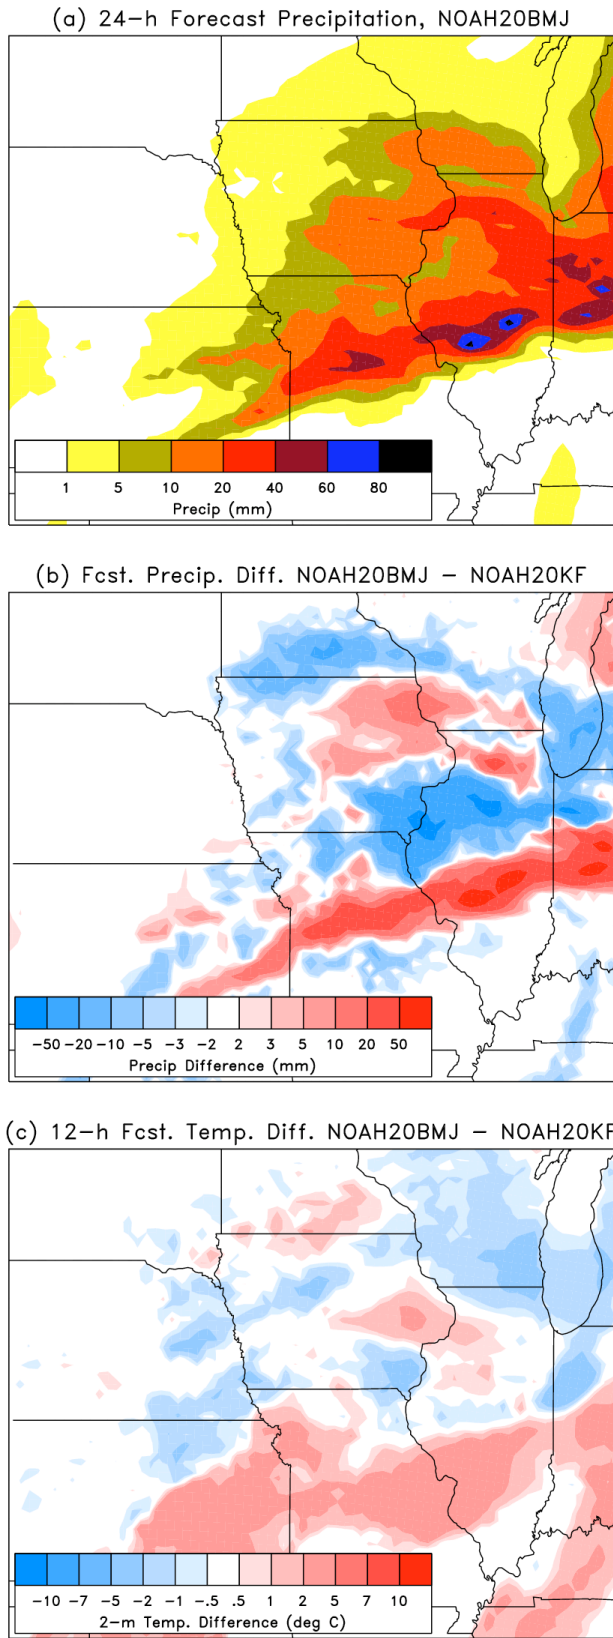 (a) 24-h Forecast Precipitation, NOAH20BMJ
1 5 10 20 40 60 80
Precip (mm)
(b) Fcst. Precip. Diff. NOAH20BMJ - NOAH20KF
-50 -20 -10 -5 -3 -2 2 3 5 10 20 50
Precip Difference (mm)
(c) 12-h Fcst. Temp. Diff. NOAH20BMJ - NOAH20KF
-10 -7 -5 -2 -1 -.5 .5 1 2 5 7 10
2-m Temp. Difference (deg C)